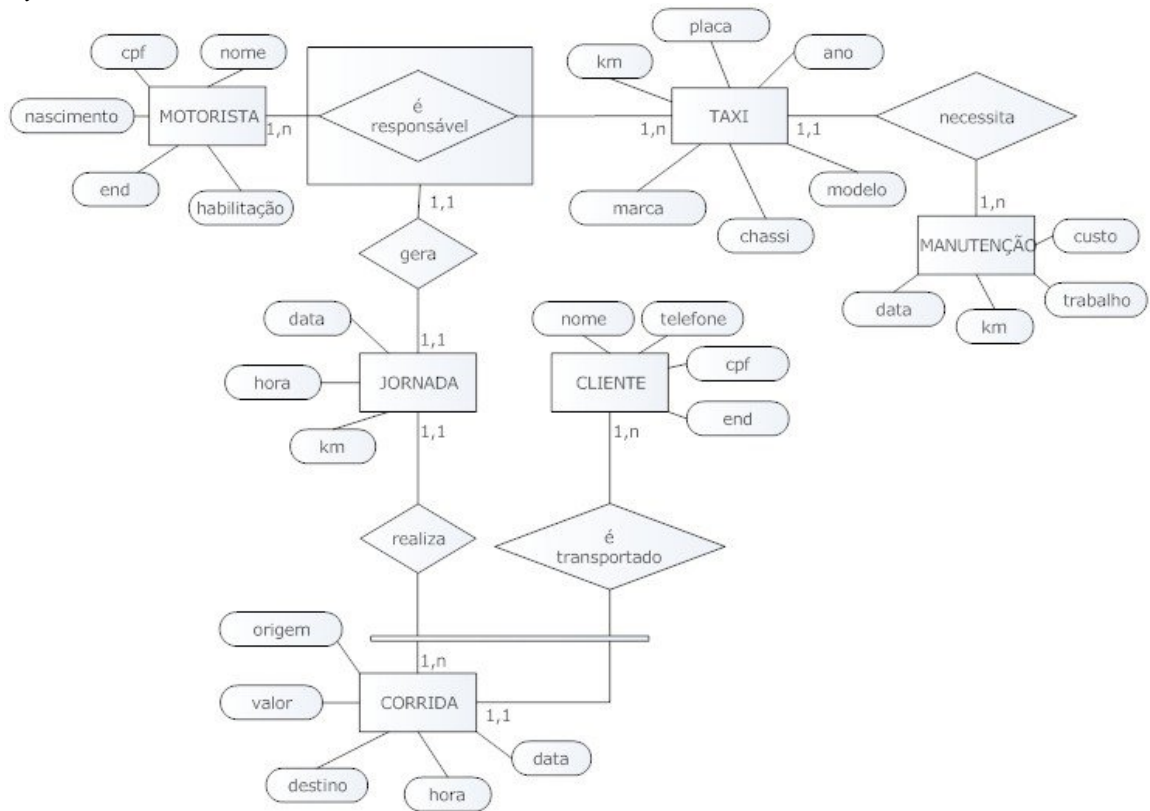 cpf
nome
nascimento
MOTORISTA
1,n
end
habilitação
é
responsável
1,1
placa
km
ano
TAXI
1,n
1,1
marca
chassi
modelo
necessita
1,n
MANUTENÇÃO
custo
data
km
trabalho
gera
1,1
data
hora
JORNADA
km
1,1
nome
telefone
CLIENTE
cpf
end
1,n
realiza
é
transportado
origem
1,n
valor
CORRIDA
1,1
destino
hora
data